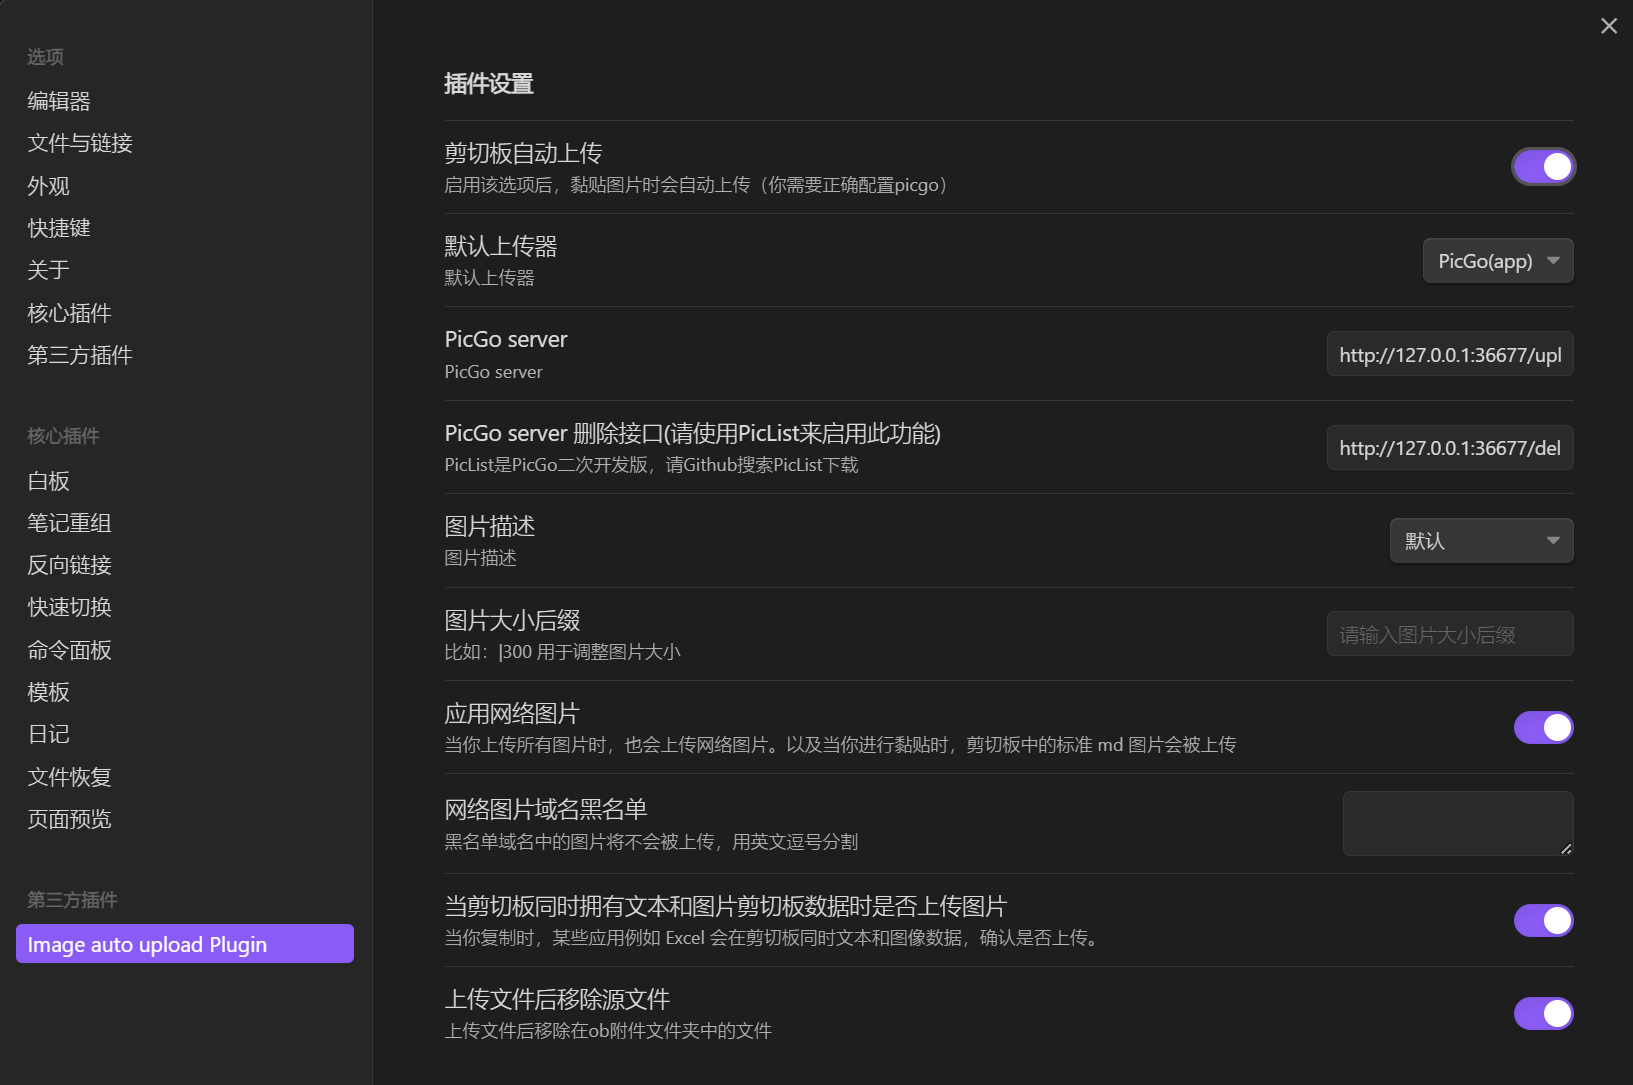 选项
编辑器
文件与链接
外观
快捷键
关于
核心插件
第三方插件
核心插件
白板
笔记重组
反向链接
快速切换
命令面板
模板
日记
文件恢复
页面预览
第三方插件
Image auto upload Plugin
插件设置
剪切板自动上传
启用该选项后，黏贴图片时会自动上传（你需要正确配置picgo）
默认上传器
默认上传器
PicGo(app)
PicGo server
PicGo server
http://127.0.0.1:36677/upl
PicGo server 删除接口(请使用PicList来启用此功能)
PicList是PicGo二次开发版，请Github搜索PicList下载
http://127.0.0.1:36677/del
图片描述
图片描述
默认
图片大小后缀
比如：|300 用于调整图片大小
请输入图片大小后缀
应用网络图片
当你上传所有图片时，也会上传网络图片。以及当你进行黏贴时，剪切板中的标准 md 图片会被上传
网络图片域名黑名单
黑名单域名中的图片将不会被上传，用英文逗号分割
当剪切板同时拥有文本和图片剪切板数据时是否上传图片
当你复制时，某些应用例如 Excel 会在剪切板同时文本和图像数据，确认是否上传。
上传文件后移除源文件
上传文件后移除在ob附件文件夹中的文件